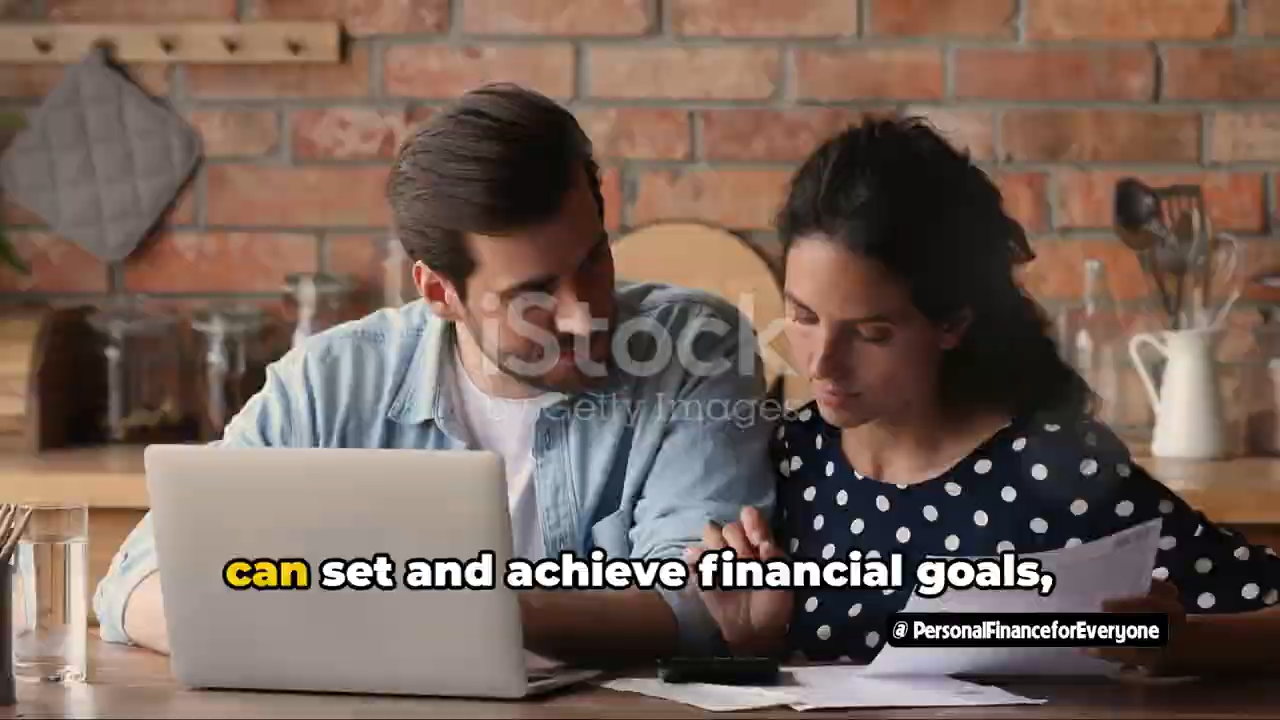 iStock
by Getty Images
can set and achieve financial goals,
@ PersonalFinanceforEveryone